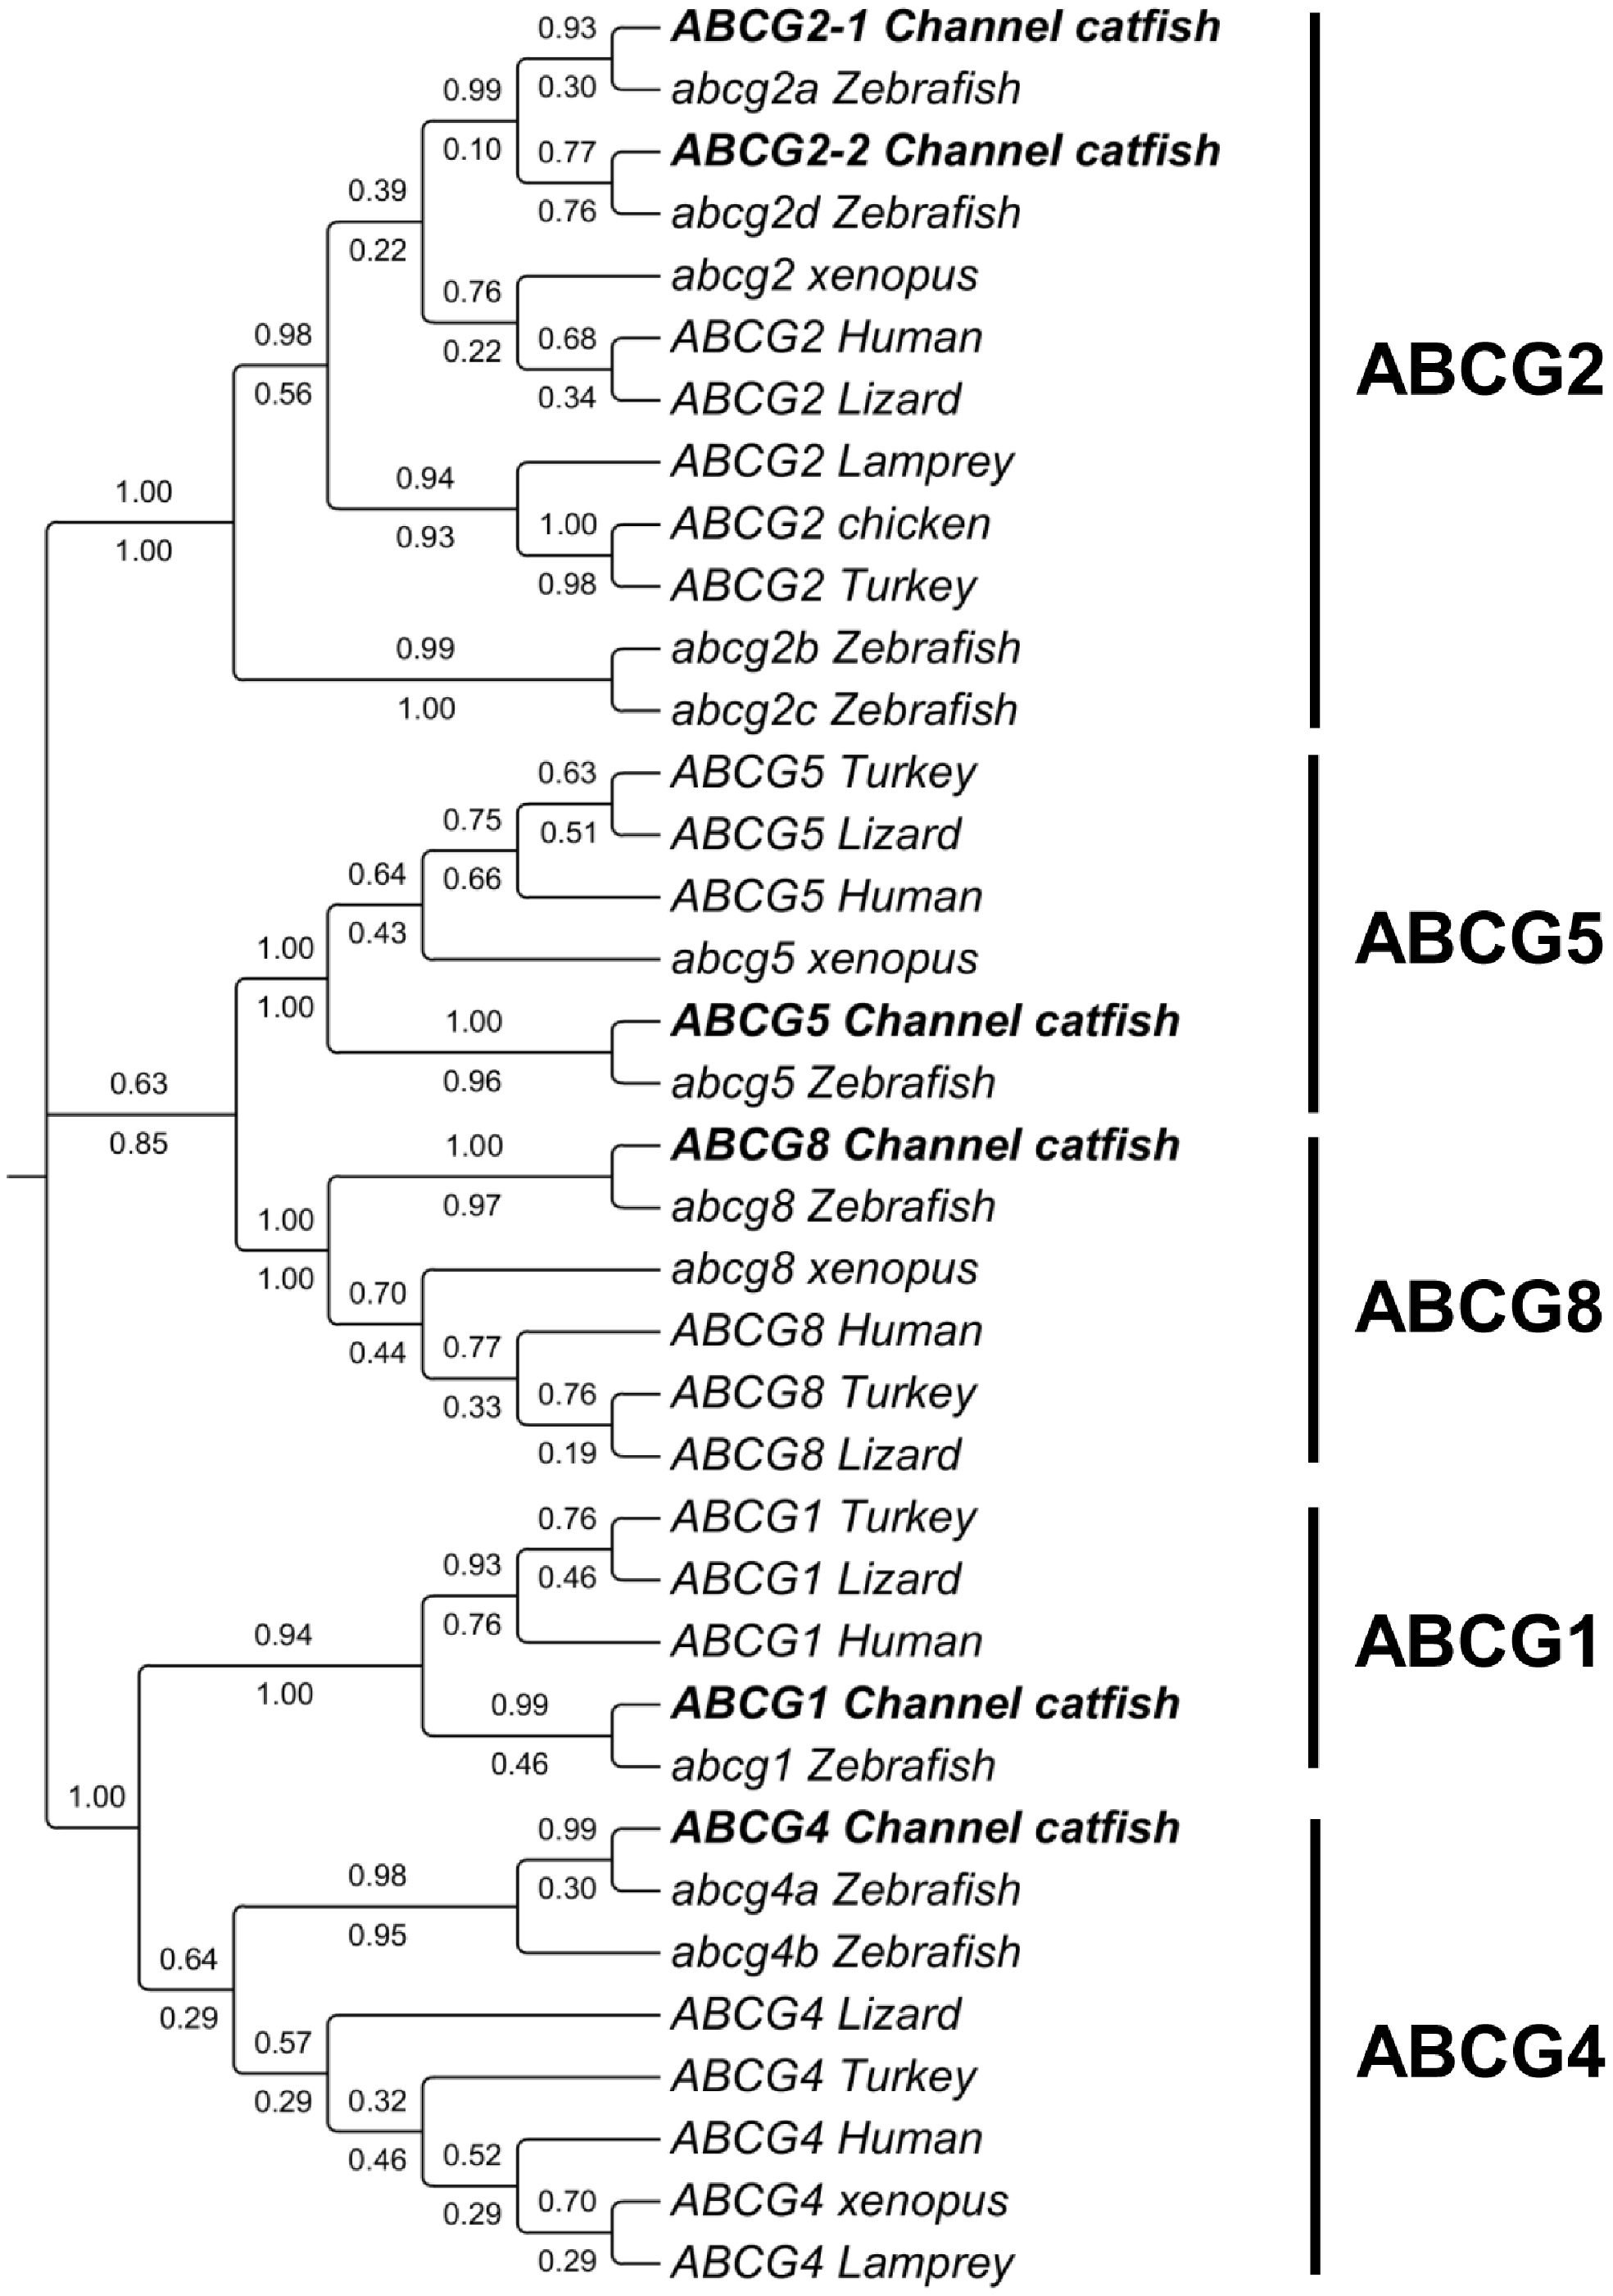 0.93 ABCG2-1 Channel catfish
0.99 0.30 abcg2a Zebrafish
0.10 0.77 ABCG2-2 Channel catfish
0.39 0.76 abcg2d Zebrafish
0.22
0.76 abcg2 xenopus
0.98 0.68 ABCG2 Human
0.22
ABCG2
0.56 0.34 ABCG2 Lizard
0.94 ABCG2 Lamprey
1.00 1.00 ABCG2 chicken
0.93
1.00 0.98 ABCG2 Turkey
0.99 abcg2b Zebrafish
1.00 abcg2c Zebrafish
0.63 ABCG5 Turkey
0.75 0.51 ABCG5 Lizard
0.64 0.66 ABCG5 Human
0.43
ABCG5
1.00 abcg5 xenopus
1.00 1.00 ABCG5 Channel catfish
0.63 0.96 abcg5 Zebrafish
0.85 1.00 ABCG8 Channel catfish
0.97 abcg8 Zebrafish
1.00
1.00 abcg8 xenopus
0.70
ABCG8
0.44 0.77 ABCG8 Human
0.33 0.76 ABCG8 Turkey
0.19 ABCG8 Lizard
0.76 ABCG1 Turkey
0.93 0.46 ABCG1 Lizard
0.94 0.76 ABCG1 Human
ABCG1
1.00 0.99 ABCG1 Channel catfish
0.46 abcg1 Zebrafish
1.00
0.99 ABCG4 Channel catfish
0.98 0.30 abcg4a Zebrafish
0.95
0.64 abcg4b Zebrafish
0.29 ABCG4 Lizard
0.57
ABCG4
0.29 0.32 ABCG4 Turkey
0.46 0.52 ABCG4 Human
0.29 0.70 ABCG4 xenopus
0.29 ABCG4 Lamprey